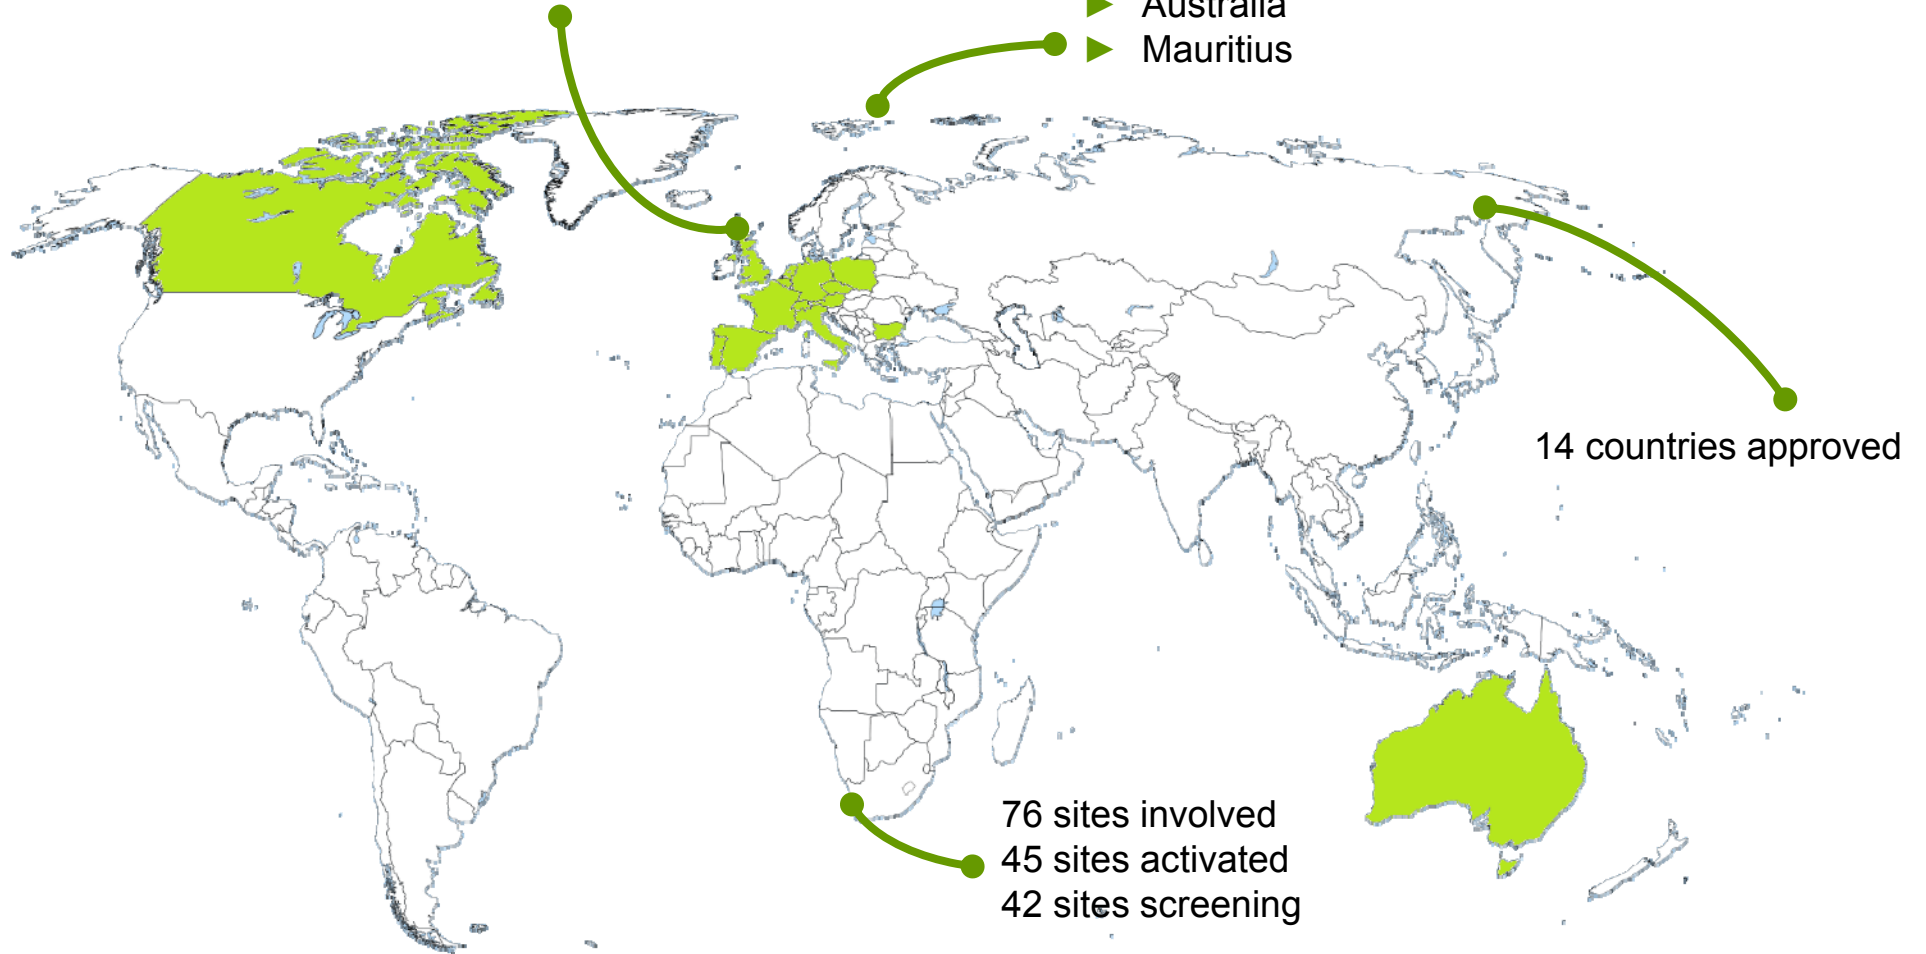 Australia
Mauritius
14 countries approved
76 sites involved
45 sites activated
42 sites screening